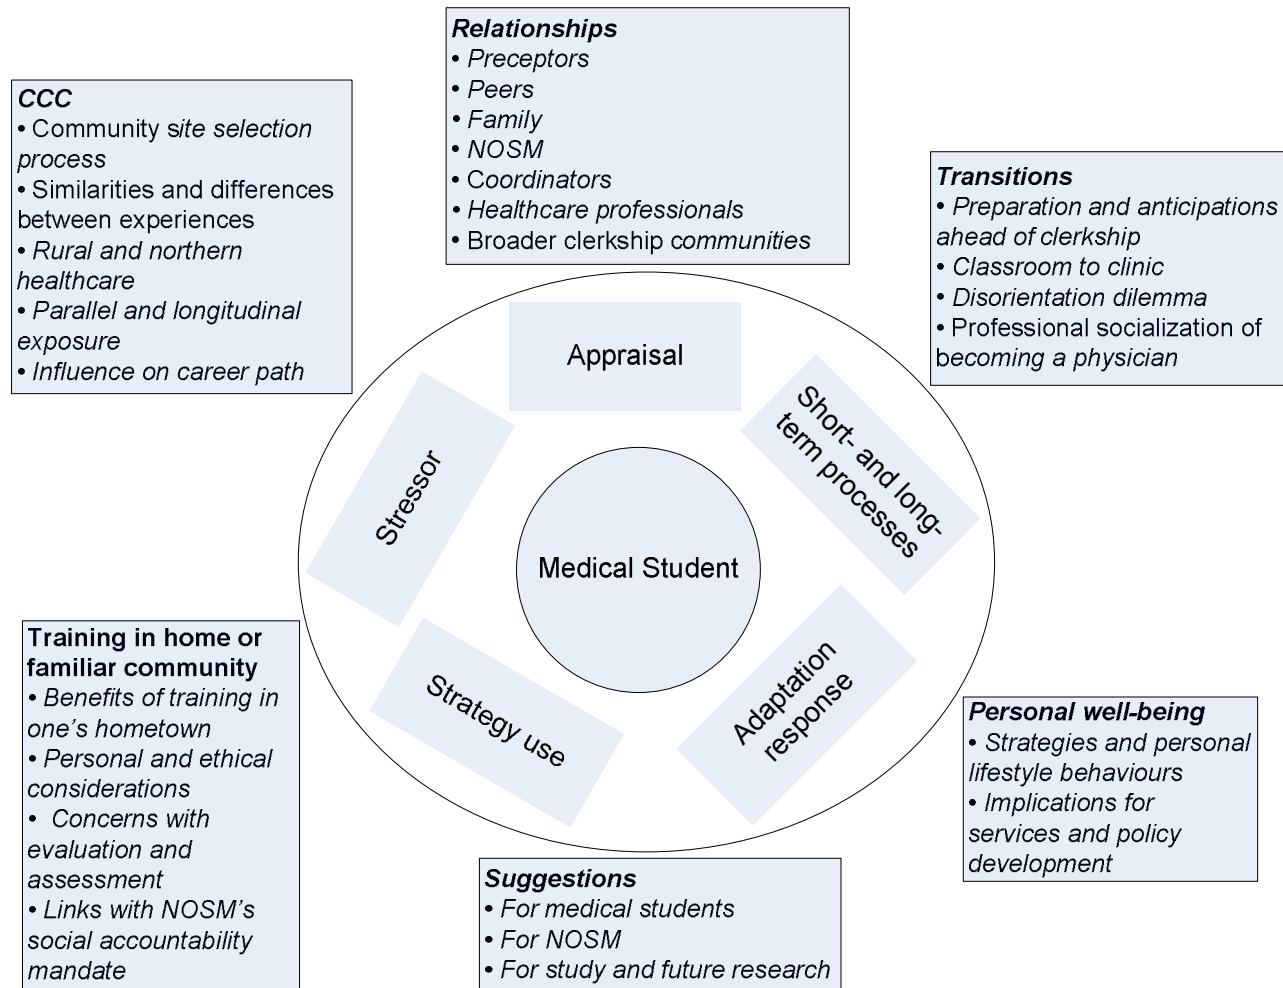 Relationships
• Preceptors
• Peers
• Family
• NOSM
• Coordinators
• Healthcare professionals
• Broader clerkship communities
CCC
• Community site selection
process
• Similarities and differences
between experiences
• Rural and northern
healthcare
• Parallel and longitudinal
exposure
• Influence on career path
Transitions
• Preparation and anticipations
ahead of clerkship
• Classroom to clinic
• Disorientation dilemma
• Professional socialization of
becoming a physician
Appraisal
Short- and long-
term processes
Stressor
Medical Student
Strategy use
Adaptation
response
Training in home or
familiar community
• Benefits of training in
one's hometown
• Personal and ethical
considerations
• Concerns with
evaluation and
assessment
• Links with NOSM's
social accountability
mandate
Personal well-being
• Strategies and personal
lifestyle behaviours
• Implications for
services and policy
development
Suggestions
• For medical students
• For NOSM
• For study and future research